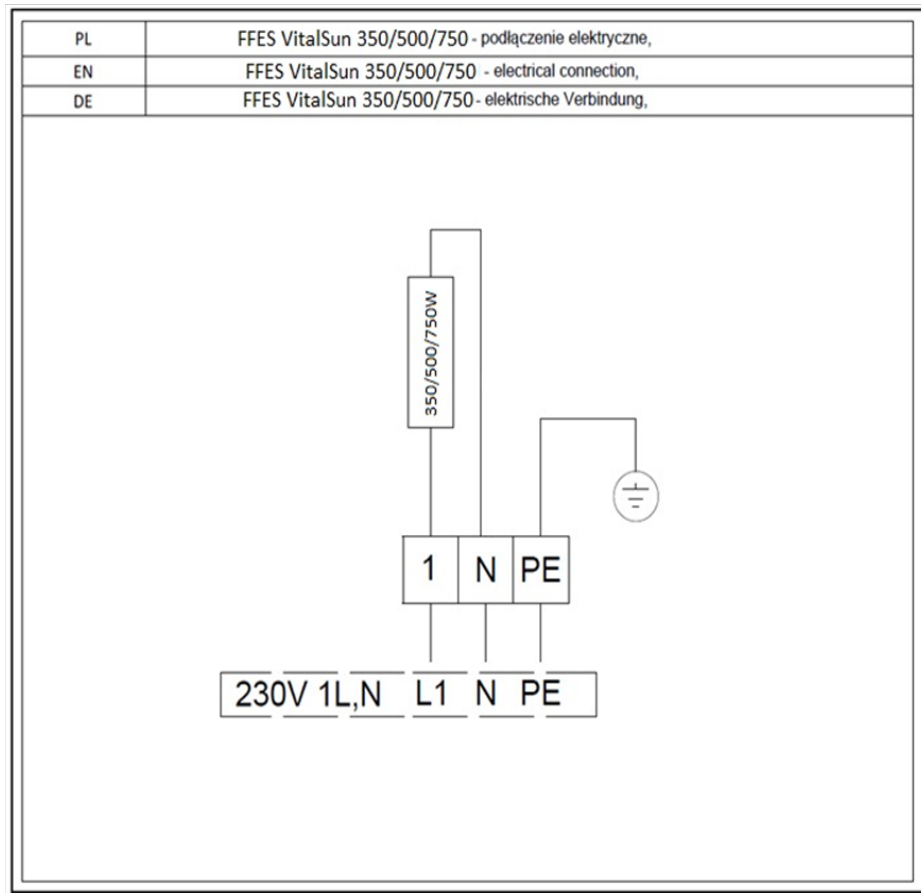 PL FFES VitalSun 350/500/750 - podłączenie elektryczne,
EN FFES VitalSun 350/500/750 - electrical connection,
DE FFES VitalSun 350/500/750 - elektrische Verbindung,
350/500/750W
1 N PE
230V 1L,N L1 N PE